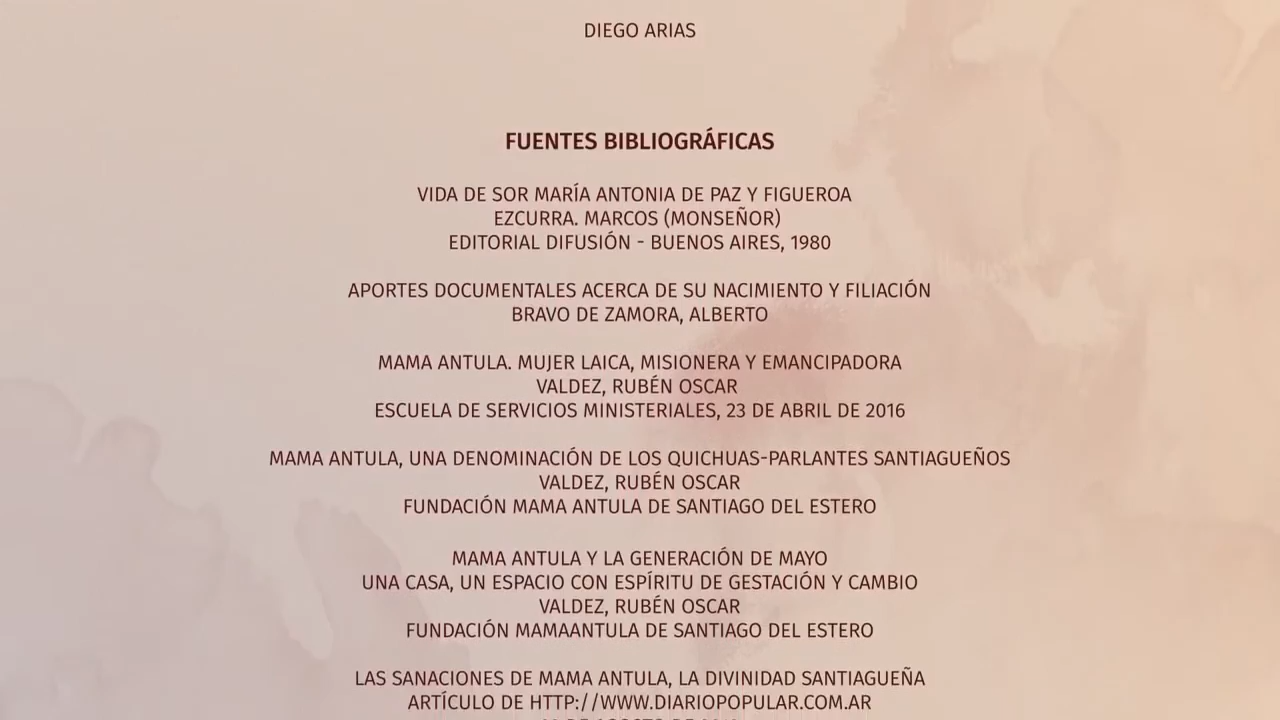 DIEGO ARIAS
FUENTES BIBLIOGRÁFICAS
VIDA DE SOR MARÍA ANTONIA DE PAZ Y FIGUEROA
EZCURRA. MARCOS (MONSEÑOR)
EDITORIAL DIFUSIÓN - BUENOS AIRES, 1980
APORTES DOCUMENTALES ACERCA DE SU NACIMIENTO Y FILIACIÓN
BRAVO DE ZAMORA, ALBERTO
MAMA ANTULA. MUJER LAICA, MISIONERA Y EMANCIPADORA
VALDEZ, RUBÉN OSCAR
ESCUELA DE SERVICIOS MINISTERIALES, 23 DE ABRIL DE 2016
MAMA ANTULA, UNA DENOMINACIÓN DE LOS QUICHUAS-PARLANTES SANTIAGUEÑOS
VALDEZ, RUBÉN OSCAR
FUNDACIÓN MAMA ANTULA DE SANTIAGO DEL ESTERO
MAMA ANTULA Y LA GENERACIÓN DE MAYO
UNA CASA, UN ESPACIO CON ESPÍRITU DE GESTACIÓN Y CAMBIO
VALDEZ, RUBÉN OSCAR
FUNDACIÓN MAMAANTULA DE SANTIAGO DEL ESTERO
LAS SANACIONES DE MAMA ANTULA, LA DIVINIDAD SANTIAGUEÑA
ARTÍCULO DE HTTP://WWW.DIARIOPOPULAR.COM.AR